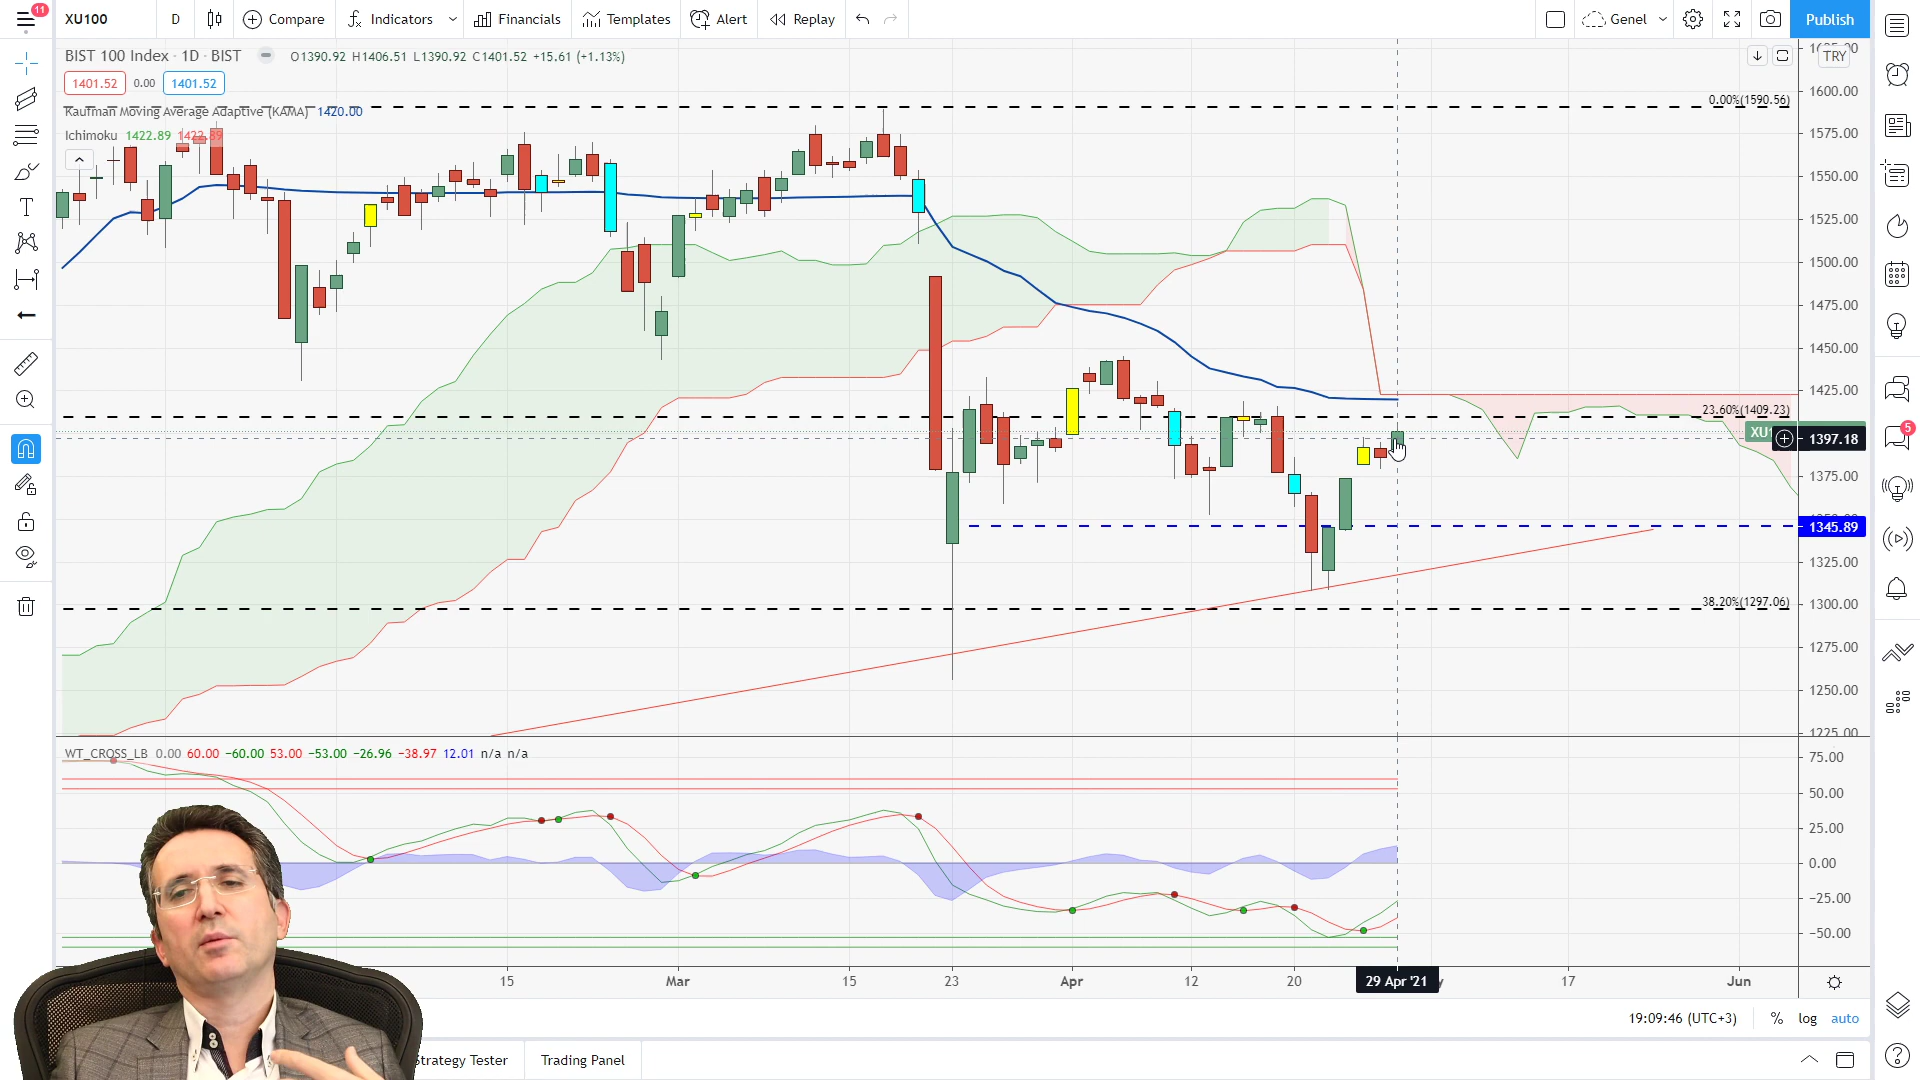 11
XU100 D Compare Indicators Financials Templates Alert Replay Genel Publish
BIST 100 Index · 1D · BIST O1390.92 H1406.51 L1390.92 C1401.52 +15.61 (+1.13%)
TRY
1401.52 0.00 1401.52
Kaufman Moving Average Adaptive (KAMA) 1420.00
Ichimoku 1422.89 1422.89
0.00%(1590.56)
23.60%(1409.23)
38.20%(1297.06)
1600.00
1575.00
1550.00
1525.00
1500.00
1475.00
1450.00
1425.00
XU
1397.18
1375.00
1345.89
1325.00
1300.00
1275.00
1250.00
1225.00
5
WT_CROSS_LB 0.00 60.00 −60.00 53.00 −53.00 −26.96 −38.97 12.01 n/a n/a
75.00
50.00
25.00
0.00
−25.00
−50.00
15 Mar 15 23 Apr 12 20 29 Apr '21 17 Jun
19:09:46 (UTC+3) % log auto
Strategy Tester Trading Panel